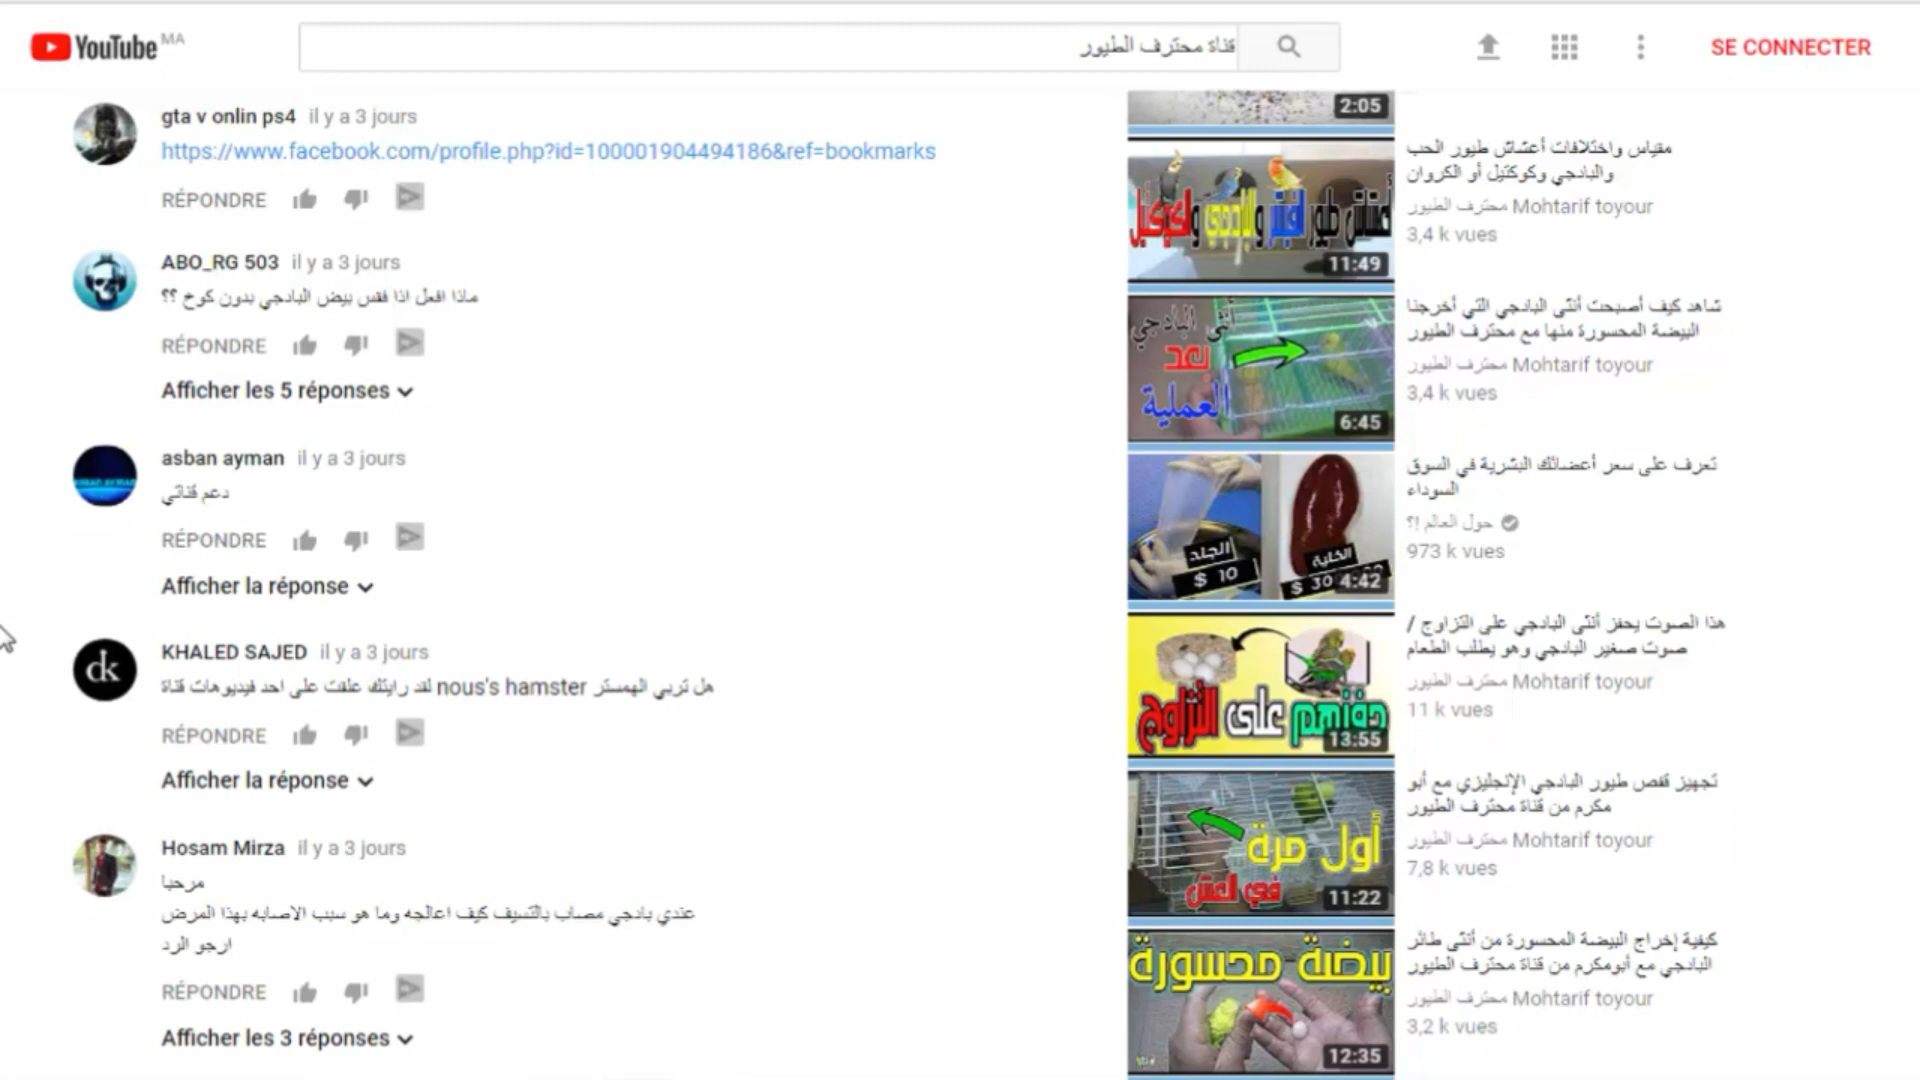 YouTube MA
قناة محترف الطيور
SE CONNECTER
gta v onlin ps4 il y a 3 jours
https://www.facebook.com/profile.php?id=100001904494186&ref=bookmarks
RÉPONDRE
ABO_RG 503 il y a 3 jours
ماذا افعل اذا فقس بيض البادجي بدون كوخ ؟؟
RÉPONDRE
Afficher les 5 réponses
asban ayman il y a 3 jours
دعم قناتي
RÉPONDRE
Afficher la réponse
KHALED SAJED il y a 3 jours
هل تربي الهمستر nous's hamster لقد رايتك علقت على احد فيديوهات قناة
RÉPONDRE
Afficher la réponse
Hosam Mirza il y a 3 jours
مرحبا
عندي بادجي مصاب بالتسيف كيف اعالجه وما هو سبب الاصابه بهذا المرض
ارجو الرد
RÉPONDRE
Afficher les 3 réponses
2:05
أعشاش طيور الفيشر والبادجي والكوكتيل
11:49
مقياس واختلافات أعشاش طيور الحب
والبادجي وكوكتيل أو الكروان
محترف الطيور Mohtarif toyour
3,4 k vues
أنثى البادجي
بعد
العملية
6:45
شاهد كيف أصبحت أنثى البادجي التي أخرجنا
البيضة المحسورة منها مع محترف الطيور
محترف الطيور Mohtarif toyour
3,4 k vues
الجلد
$ 10
الكلية
$ 30
4:42
تعرف على سعر أعضائك البشرية في السوق
السوداء
حول العالم !؟
973 k vues
حفزهم على التزاوج
13:55
هذا الصوت يحفز أنثى البادجي على التزاوج /
صوت صغير البادجي وهو يطلب الطعام
محترف الطيور Mohtarif toyour
11 k vues
أول مرة
في العش
11:22
تجهيز قفص طيور البادجي الإنجليزي مع أبو
مكرم من قناة محترف الطيور
محترف الطيور Mohtarif toyour
7,8 k vues
بيضة محسورة
12:35
كيفية إخراج البيضة المحسورة من أنثى طائر
البادجي مع أبومكرم من قناة محترف الطيور
محترف الطيور Mohtarif toyour
3,2 k vues